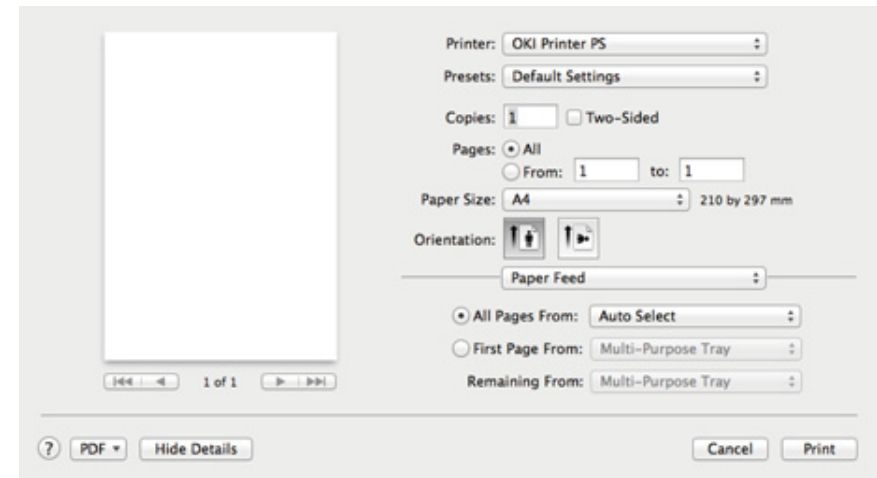 Printer: OKI Printer PS
Presets: Default Settings
Copies: 1 Two-Sided
Pages: All
From: 1 to: 1
Paper Size: A4 210 by 297 mm
Orientation:
Paper Feed
All Pages From: Auto Select
First Page From: Multi-Purpose Tray
Remaining From: Multi-Purpose Tray
1 of 1
? PDF Hide Details Cancel Print